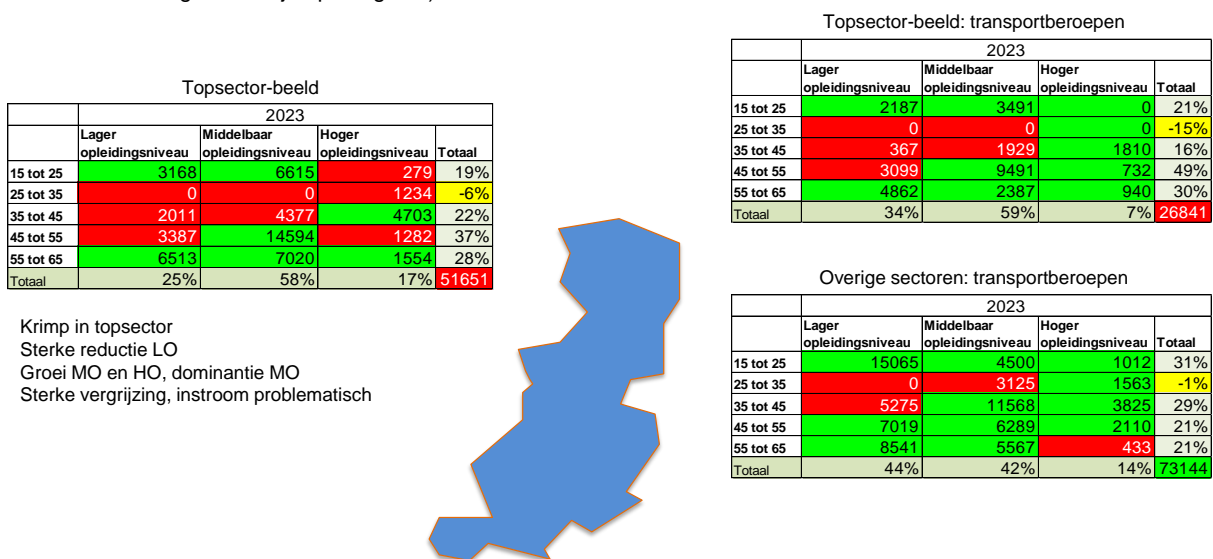 Topsector-beeld
2023
Lager opleidingsniveau Middelbaar opleidingsniveau Hoger opleidingsniveau Totaal
15 tot 25 3168 6615 279 19%
25 tot 35 0 0 1234 -6%
35 tot 45 2011 4377 4703 22%
45 tot 55 3387 14594 1282 37%
55 tot 65 6513 7020 1554 28%
Totaal 25% 58% 17% 51651
Krimp in topsector
Sterke reductie LO
Groei MO en HO, dominantie MO
Sterke vergrijzing, instroom problematisch
Topsector-beeld: transportberoepen
2023
Lager opleidingsniveau Middelbaar opleidingsniveau Hoger opleidingsniveau Totaal
15 tot 25 2187 3491 0 21%
25 tot 35 0 0 0 -15%
35 tot 45 367 1929 1810 16%
45 tot 55 3099 9491 732 49%
55 tot 65 4862 2387 940 30%
Totaal 34% 59% 7% 26841
Overige sectoren: transportberoepen
2023
Lager opleidingsniveau Middelbaar opleidingsniveau Hoger opleidingsniveau Totaal
15 tot 25 15065 4500 1012 31%
25 tot 35 0 3125 1563 -1%
35 tot 45 5275 11568 3825 29%
45 tot 55 7019 6289 2110 21%
55 tot 65 8541 5567 433 21%
Totaal 44% 42% 14% 73144